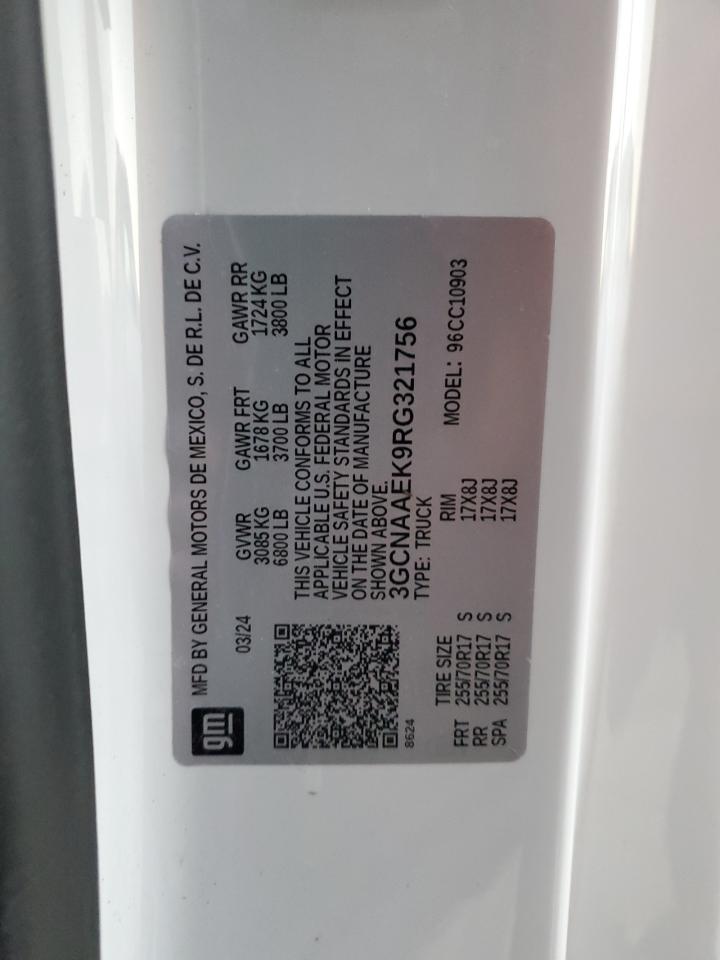 gm MFD BY GENERAL MOTORS DE MEXICO, S. DE R.L. DE C.V.
03/24 GVWR GAWR FRT GAWR RR
3085 KG 1678 KG 1724 KG
6800 LB 3700 LB 3800 LB
THIS VEHICLE CONFORMS TO ALL
APPLICABLE U.S. FEDERAL MOTOR
VEHICLE SAFETY STANDARDS IN EFFECT
ON THE DATE OF MANUFACTURE
SHOWN ABOVE.
3GCNAAEK9RG321756
8624 TYPE: TRUCK
TIRE SIZE RIM MODEL: 96CC10903
FRT 255/70R17 S 17X8J
RR 255/70R17 S 17X8J
SPA 255/70R17 S 17X8J